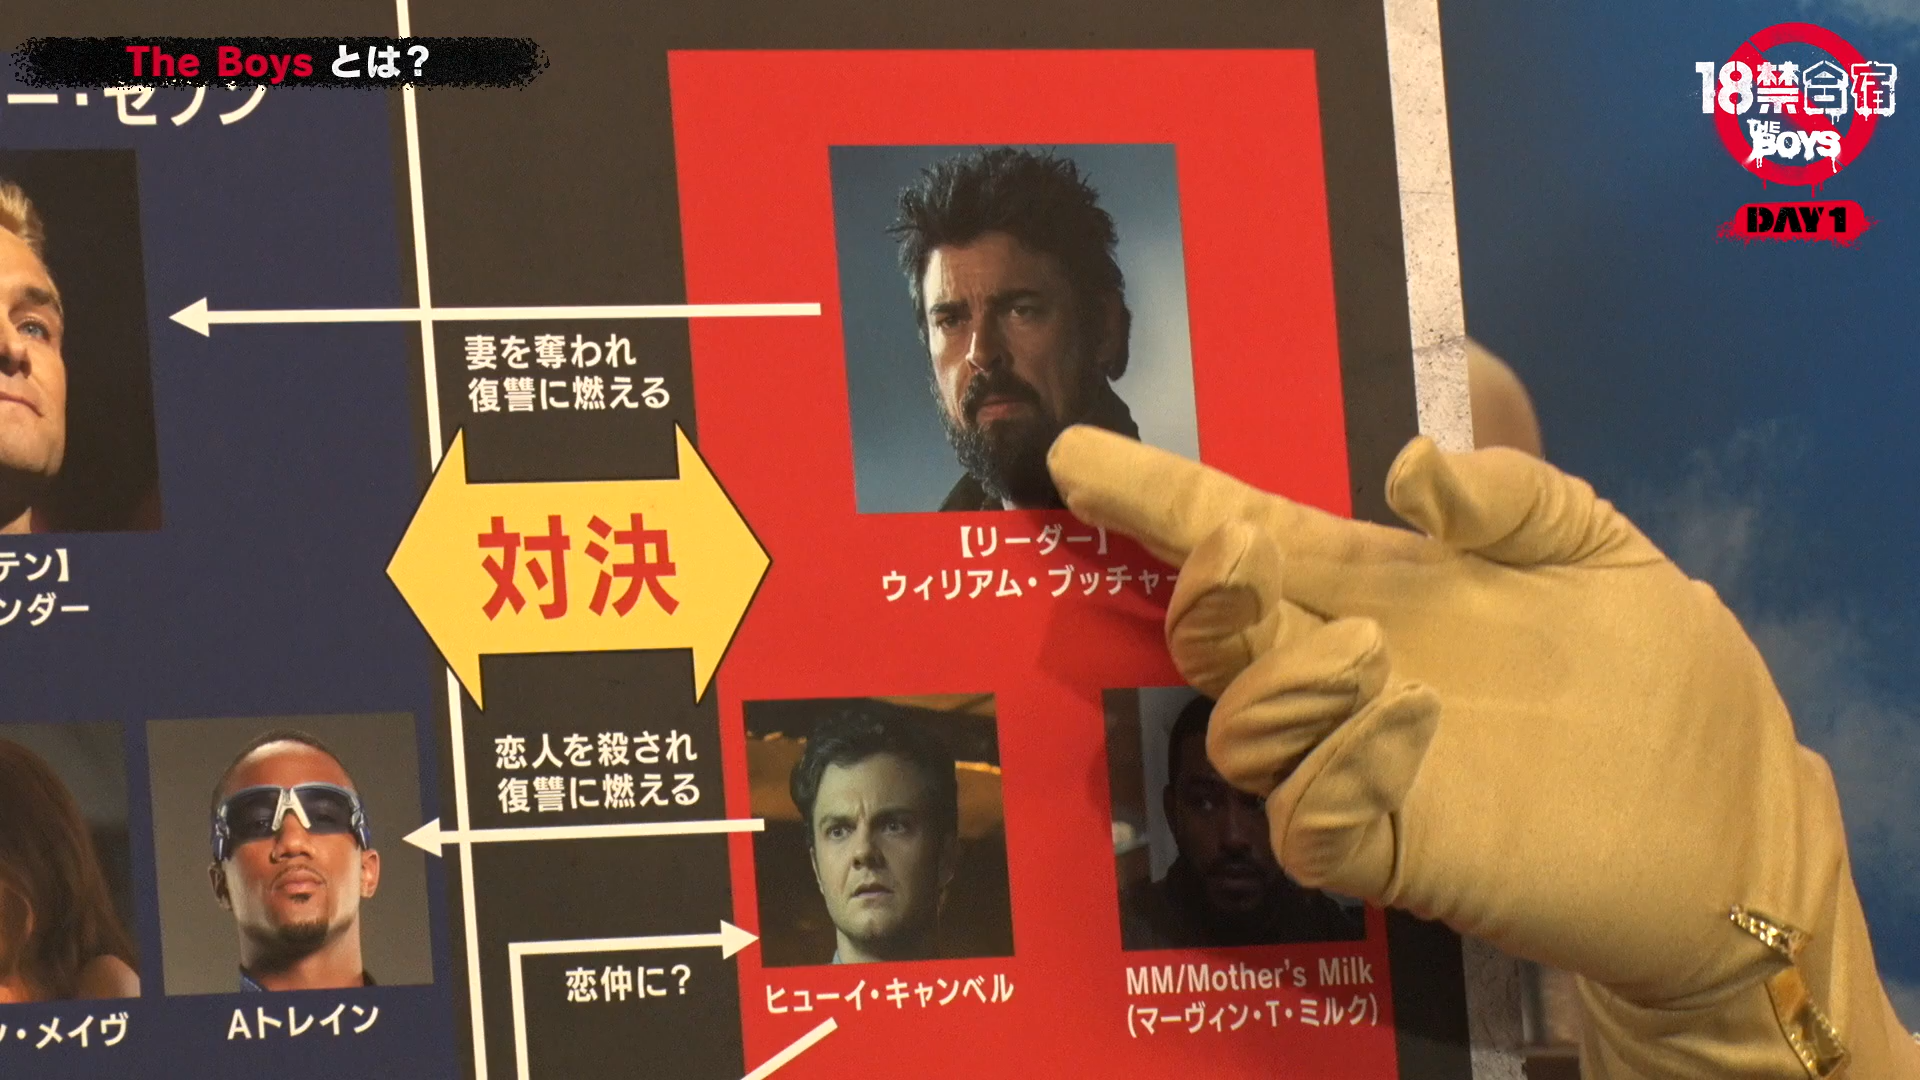 The Boys とは?
18禁合宿
THE
BOYS
DAY1
ー・セブン
妻を奪われ
復讐に燃える
対決
【リーダー】
ウィリアム・ブッチャー
テン】
ンダー
恋人を殺され
復讐に燃える
恋仲に?
ヒューイ・キャンベル
MM/Mother's Milk
(マーヴィン・T・ミルク)
・メイヴ
Aトレイン